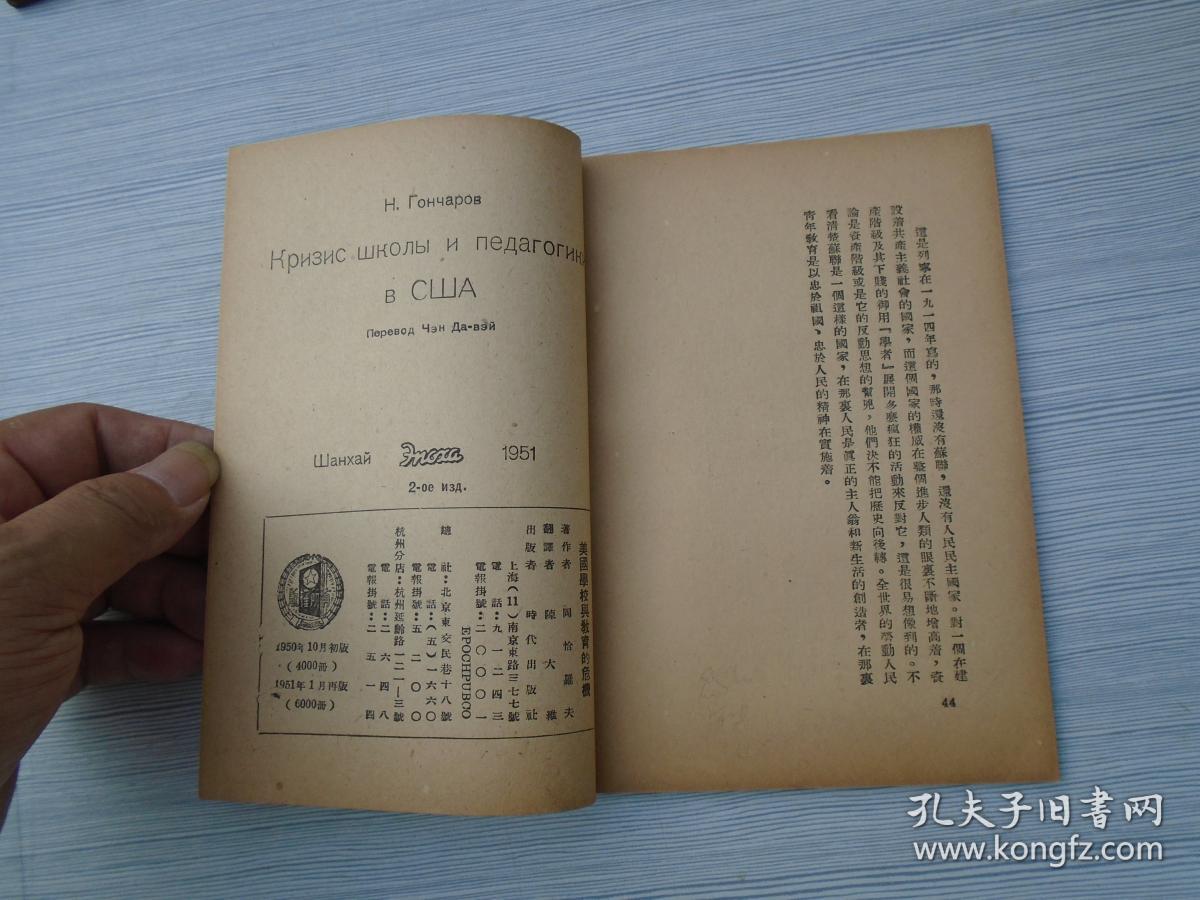 Н. Гончаров
Кризис школы и педагогики
в США
Перевод Чэн Да-вэй
Шанхай Эпоха 1951
2-ое изд.
美國學校與教育的危機
著作者 岡恰羅夫
翻譯者 陳大維
出版者 時代出版社
上海(11)南京東路三七七號
電話:九一二四三
電報掛號:二〇〇〇一
EPOCHPUBCO
總社:北京東交民巷十八號
電話:(五)一六六〇
電報掛號:五二〇〇
杭州分店:杭州延齡路一二一—三號
電話:二六四八
電報掛號:二五一四
1950年10月初版
(4000冊)
1951年1月再版
(6000冊)
這是列寧在一九一四年寫的,那時還沒有蘇聯,還沒有人民民主國家。對一個在建
設着共產主義社會的國家,而這個國家的權威在整個進步人類的眼裏不斷地增高着,資
產階級及其下賤的御用『學者』展開多麼瘋狂的活動來反對它,這是很易想像到的。不
論是資產階級或是它的反動思想的幫兇,他們決不能把歷史向後轉。全世界的勞動人民
看清楚蘇聯是一個這樣的國家,在那裏人民是眞正的主人翁和新生活的創造者,在那裏
靑年敎育是以忠於祖國、忠於人民的精神在實施着。
44
孔夫子旧书网
www.kongfz.com